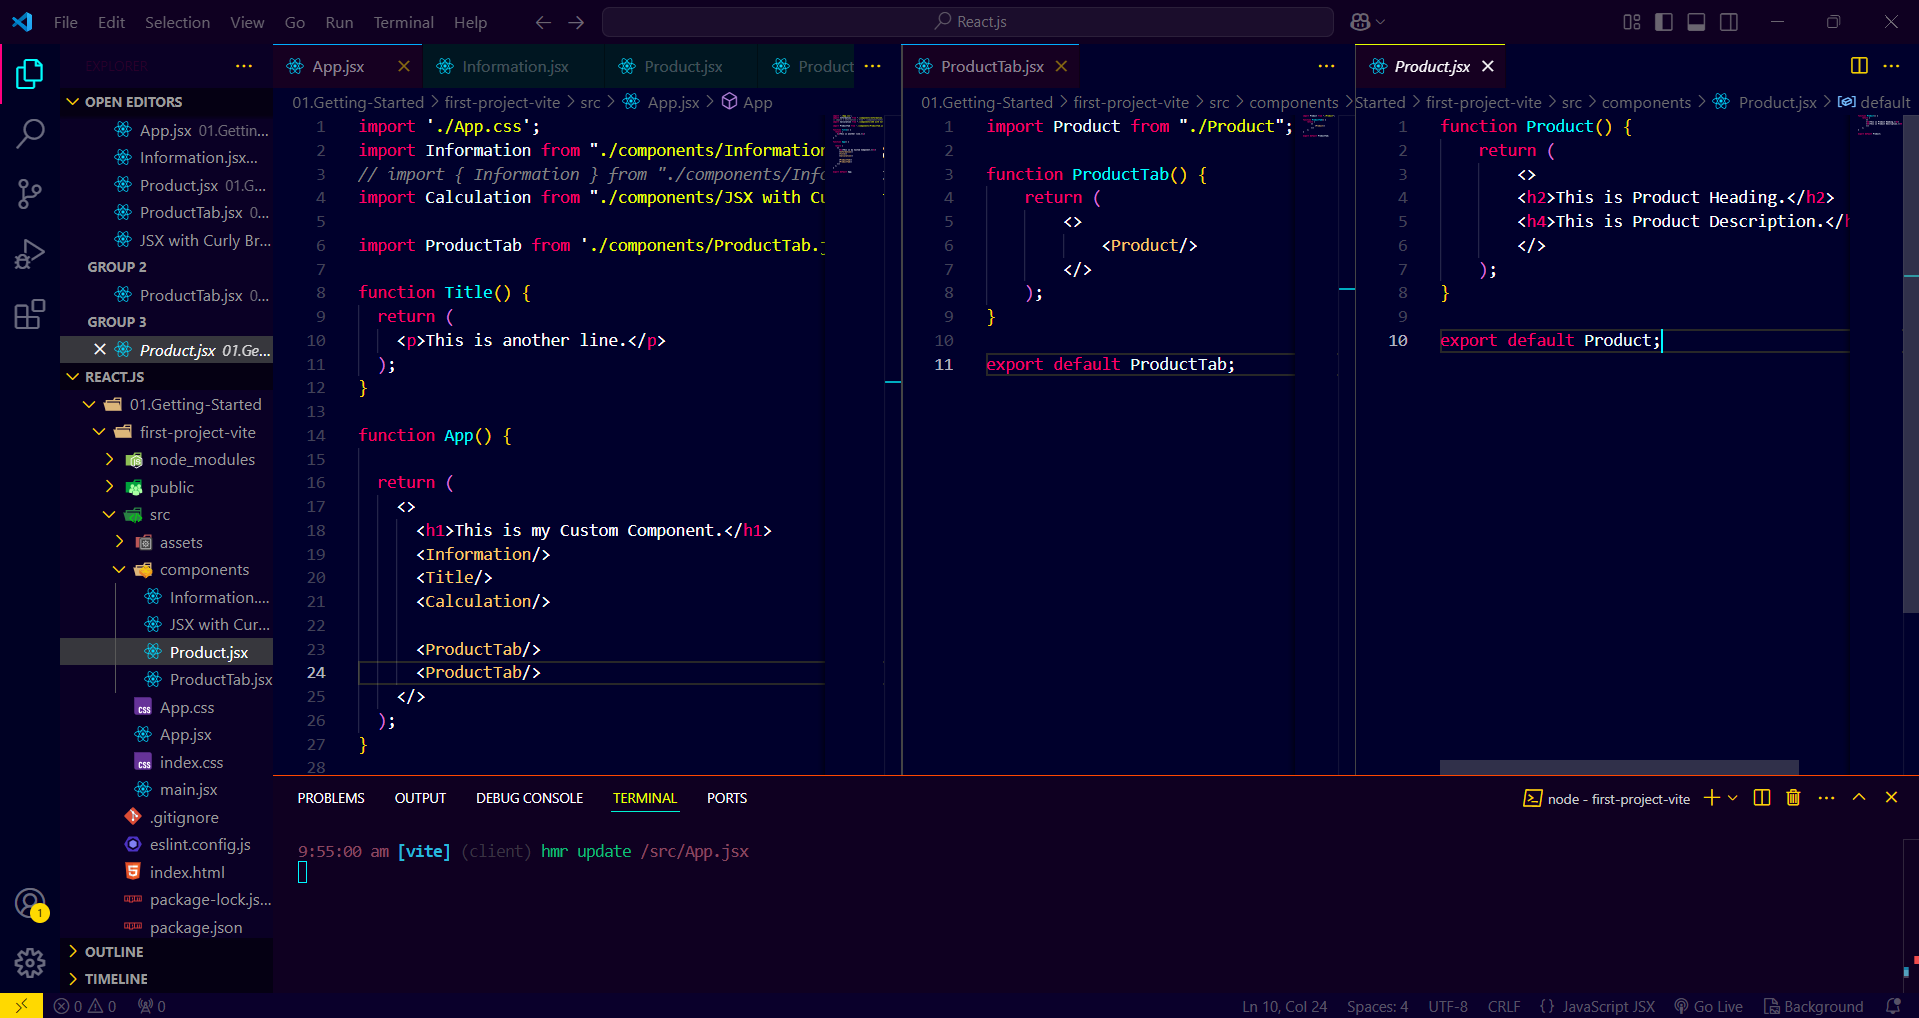 File Edit Selection View Go Run Terminal Help
React.js
EXPLORER
OPEN EDITORS
App.jsx 01.Gettin...
Information.jsx...
Product.jsx 01.G...
ProductTab.jsx 0...
JSX with Curly Br...
GROUP 2
ProductTab.jsx 0...
GROUP 3
Product.jsx 01.Ge...
REACT.JS
01.Getting-Started
first-project-vite
node_modules
public
src
assets
components
Information....
JSX with Cur...
Product.jsx
ProductTab.jsx
App.css
App.jsx
index.css
main.jsx
.gitignore
eslint.config.js
index.html
package-lock.js...
package.json
OUTLINE
TIMELINE
App.jsx Information.jsx Product.jsx Product
01.Getting-Started > first-project-vite > src > App.jsx > App
1 import './App.css';
2 import Information from "./components/Information
3 // import { Information } from "./components/Info
4 import Calculation from "./components/JSX with Cu
5
6 import ProductTab from './components/ProductTab.j
7
8 function Title() {
9 return (
10 <p>This is another line.</p>
11 );
12 }
13
14 function App() {
15
16 return (
17 <>
18 <h1>This is my Custom Component.</h1>
19 <Information/>
20 <Title/>
21 <Calculation/>
22
23 <ProductTab/>
24 <ProductTab/>
25 </>
26 );
27 }
28
ProductTab.jsx
01.Getting-Started > first-project-vite > src > components >
1 import Product from "./Product";
2
3 function ProductTab() {
4 return (
5 <>
6 <Product/>
7 </>
8 );
9 }
10
11 export default ProductTab;
Product.jsx
Started > first-project-vite > src > components > Product.jsx > default
1 function Product() {
2 return (
3 <>
4 <h2>This is Product Heading.</h2>
5 <h4>This is Product Description.</h
6 </>
7 );
8 }
9
10 export default Product;
PROBLEMS OUTPUT DEBUG CONSOLE TERMINAL PORTS
node - first-project-vite
9:55:00 am [vite] (client) hmr update /src/App.jsx
1
0 0 0
Ln 10, Col 24 Spaces: 4 UTF-8 CRLF {} JavaScript JSX Go Live Background